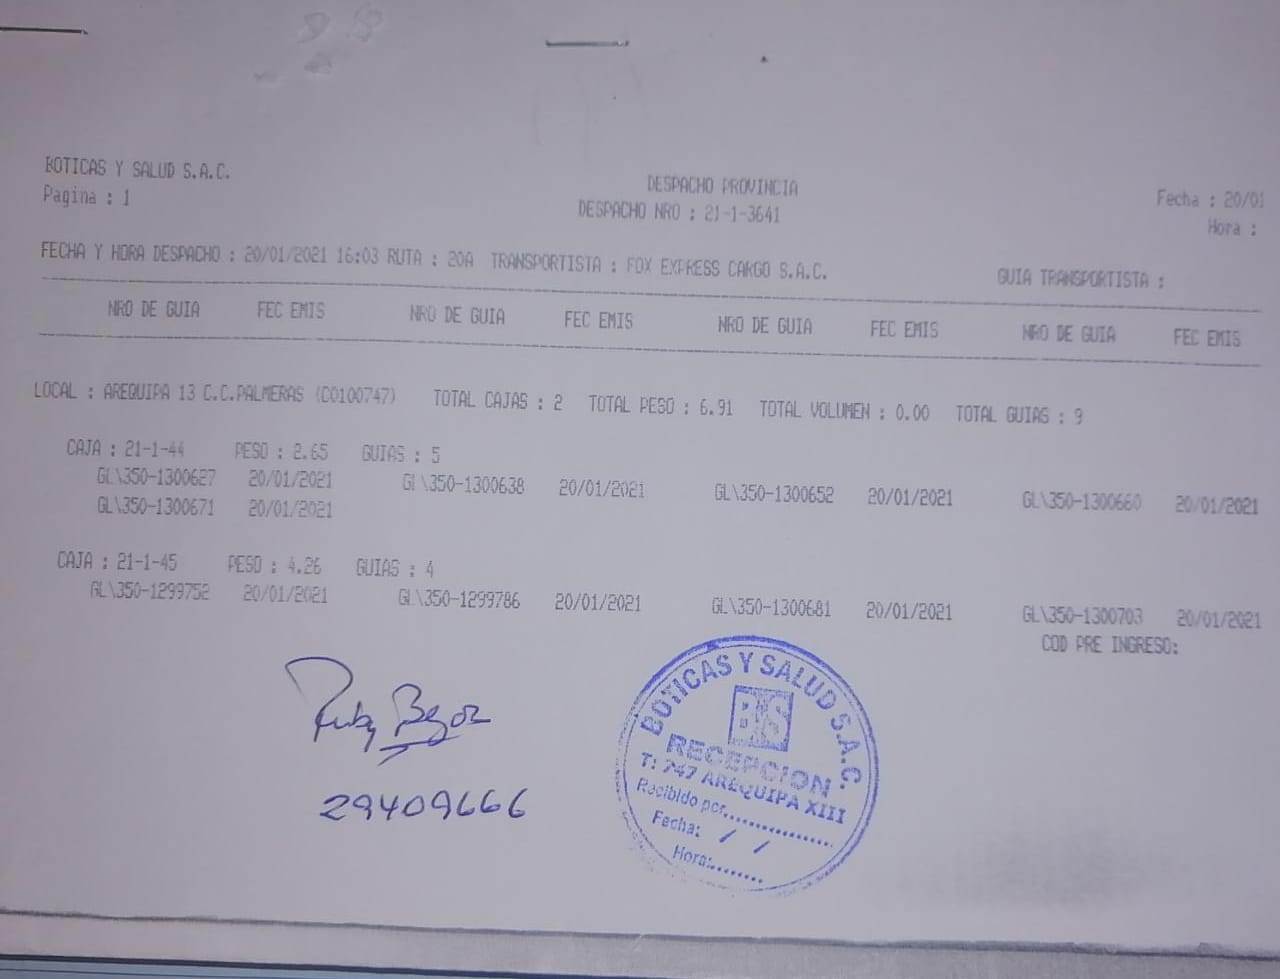 BOTICAS Y SALUD S.A.C.
Pagina : 1
DESPACHO PROVINCIA
DESPACHO NRO : 21-1-3641
Fecha : 20/01
Hora :
FECHA Y HORA DESPACHO : 20/01/2021 16:03 RUTA : 20A TRANSPORTISTA : FOX EXPRESS CARGO S.A.C. GUIA TRANSPORTISTA :
NRO DE GUIA FEC EMIS NRO DE GUIA FEC EMIS NRO DE GUIA FEC EMIS NRO DE GUIA FEC EMIS
LOCAL : AREQUIPA 13 C.C.PALMERAS (C0100747) TOTAL CAJAS : 2 TOTAL PESO : 6.91 TOTAL VOLUMEN : 0.00 TOTAL GUIAS : 9
CAJA : 21-1-44 PESO : 2.65 GUIAS : 5
GL\350-1300627 20/01/2021 GL\350-1300638 20/01/2021 GL\350-1300652 20/01/2021 GL\350-1300660 20/01/2021
GL\350-1300671 20/01/2021
CAJA : 21-1-45 PESO : 4.26 GUIAS : 4
GL\350-1299752 20/01/2021 GL\350-1299786 20/01/2021 GL\350-1300681 20/01/2021 GL\350-1300703 20/01/2021
COD PRE INGRESO:
29409666
BOTICAS Y SALUD S.A.C.
BS
RECEPCION
T: 747 AREQUIPA XIII
Recibido por:..................
Fecha: / /
Hora:........